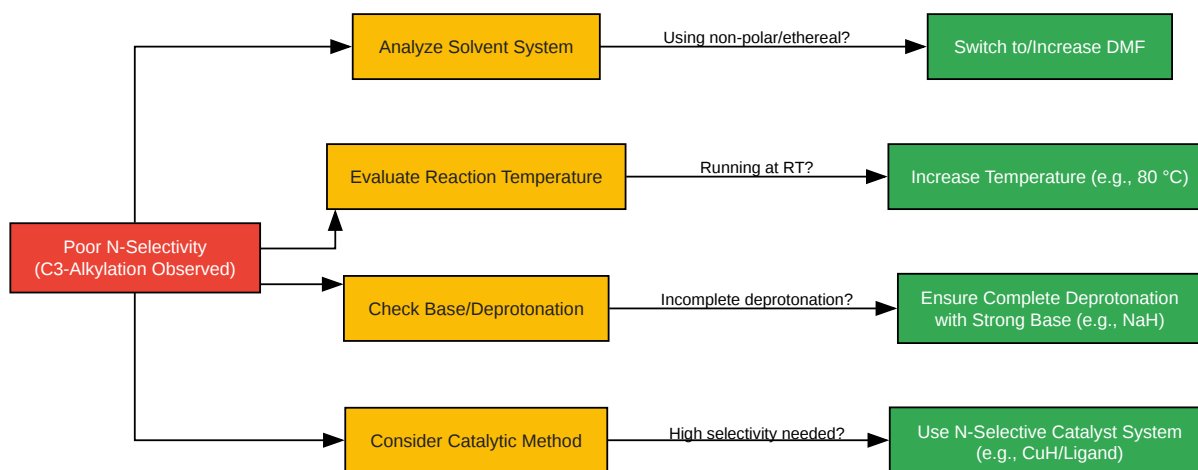 Analyze Solvent System
Using non-polar/ethereal?
Switch to/Increase DMF
Evaluate Reaction Temperature
Running at RT?
Increase Temperature (e.g., 80 °C)
Poor N-Selectivity
(C3-Alkylation Observed)
Check Base/Deprotonation
Incomplete deprotonation?
Ensure Complete Deprotonation
with Strong Base (e.g., NaH)
Consider Catalytic Method
High selectivity needed?
Use N-Selective Catalyst System
(e.g., CuH/Ligand)